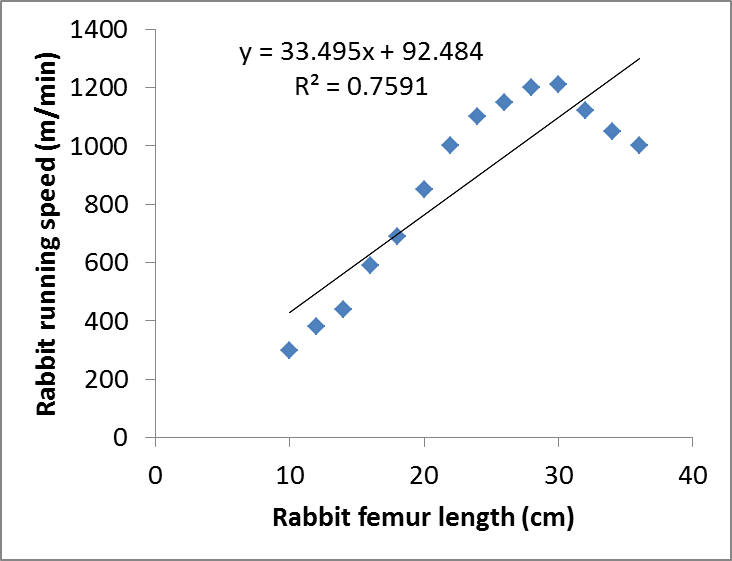 y = 33.495x + 92.484
R² = 0.7591
Rabbit running speed (m/min)
1400
1200
1000
800
600
400
200
0
0 10 20 30 40
Rabbit femur length (cm)